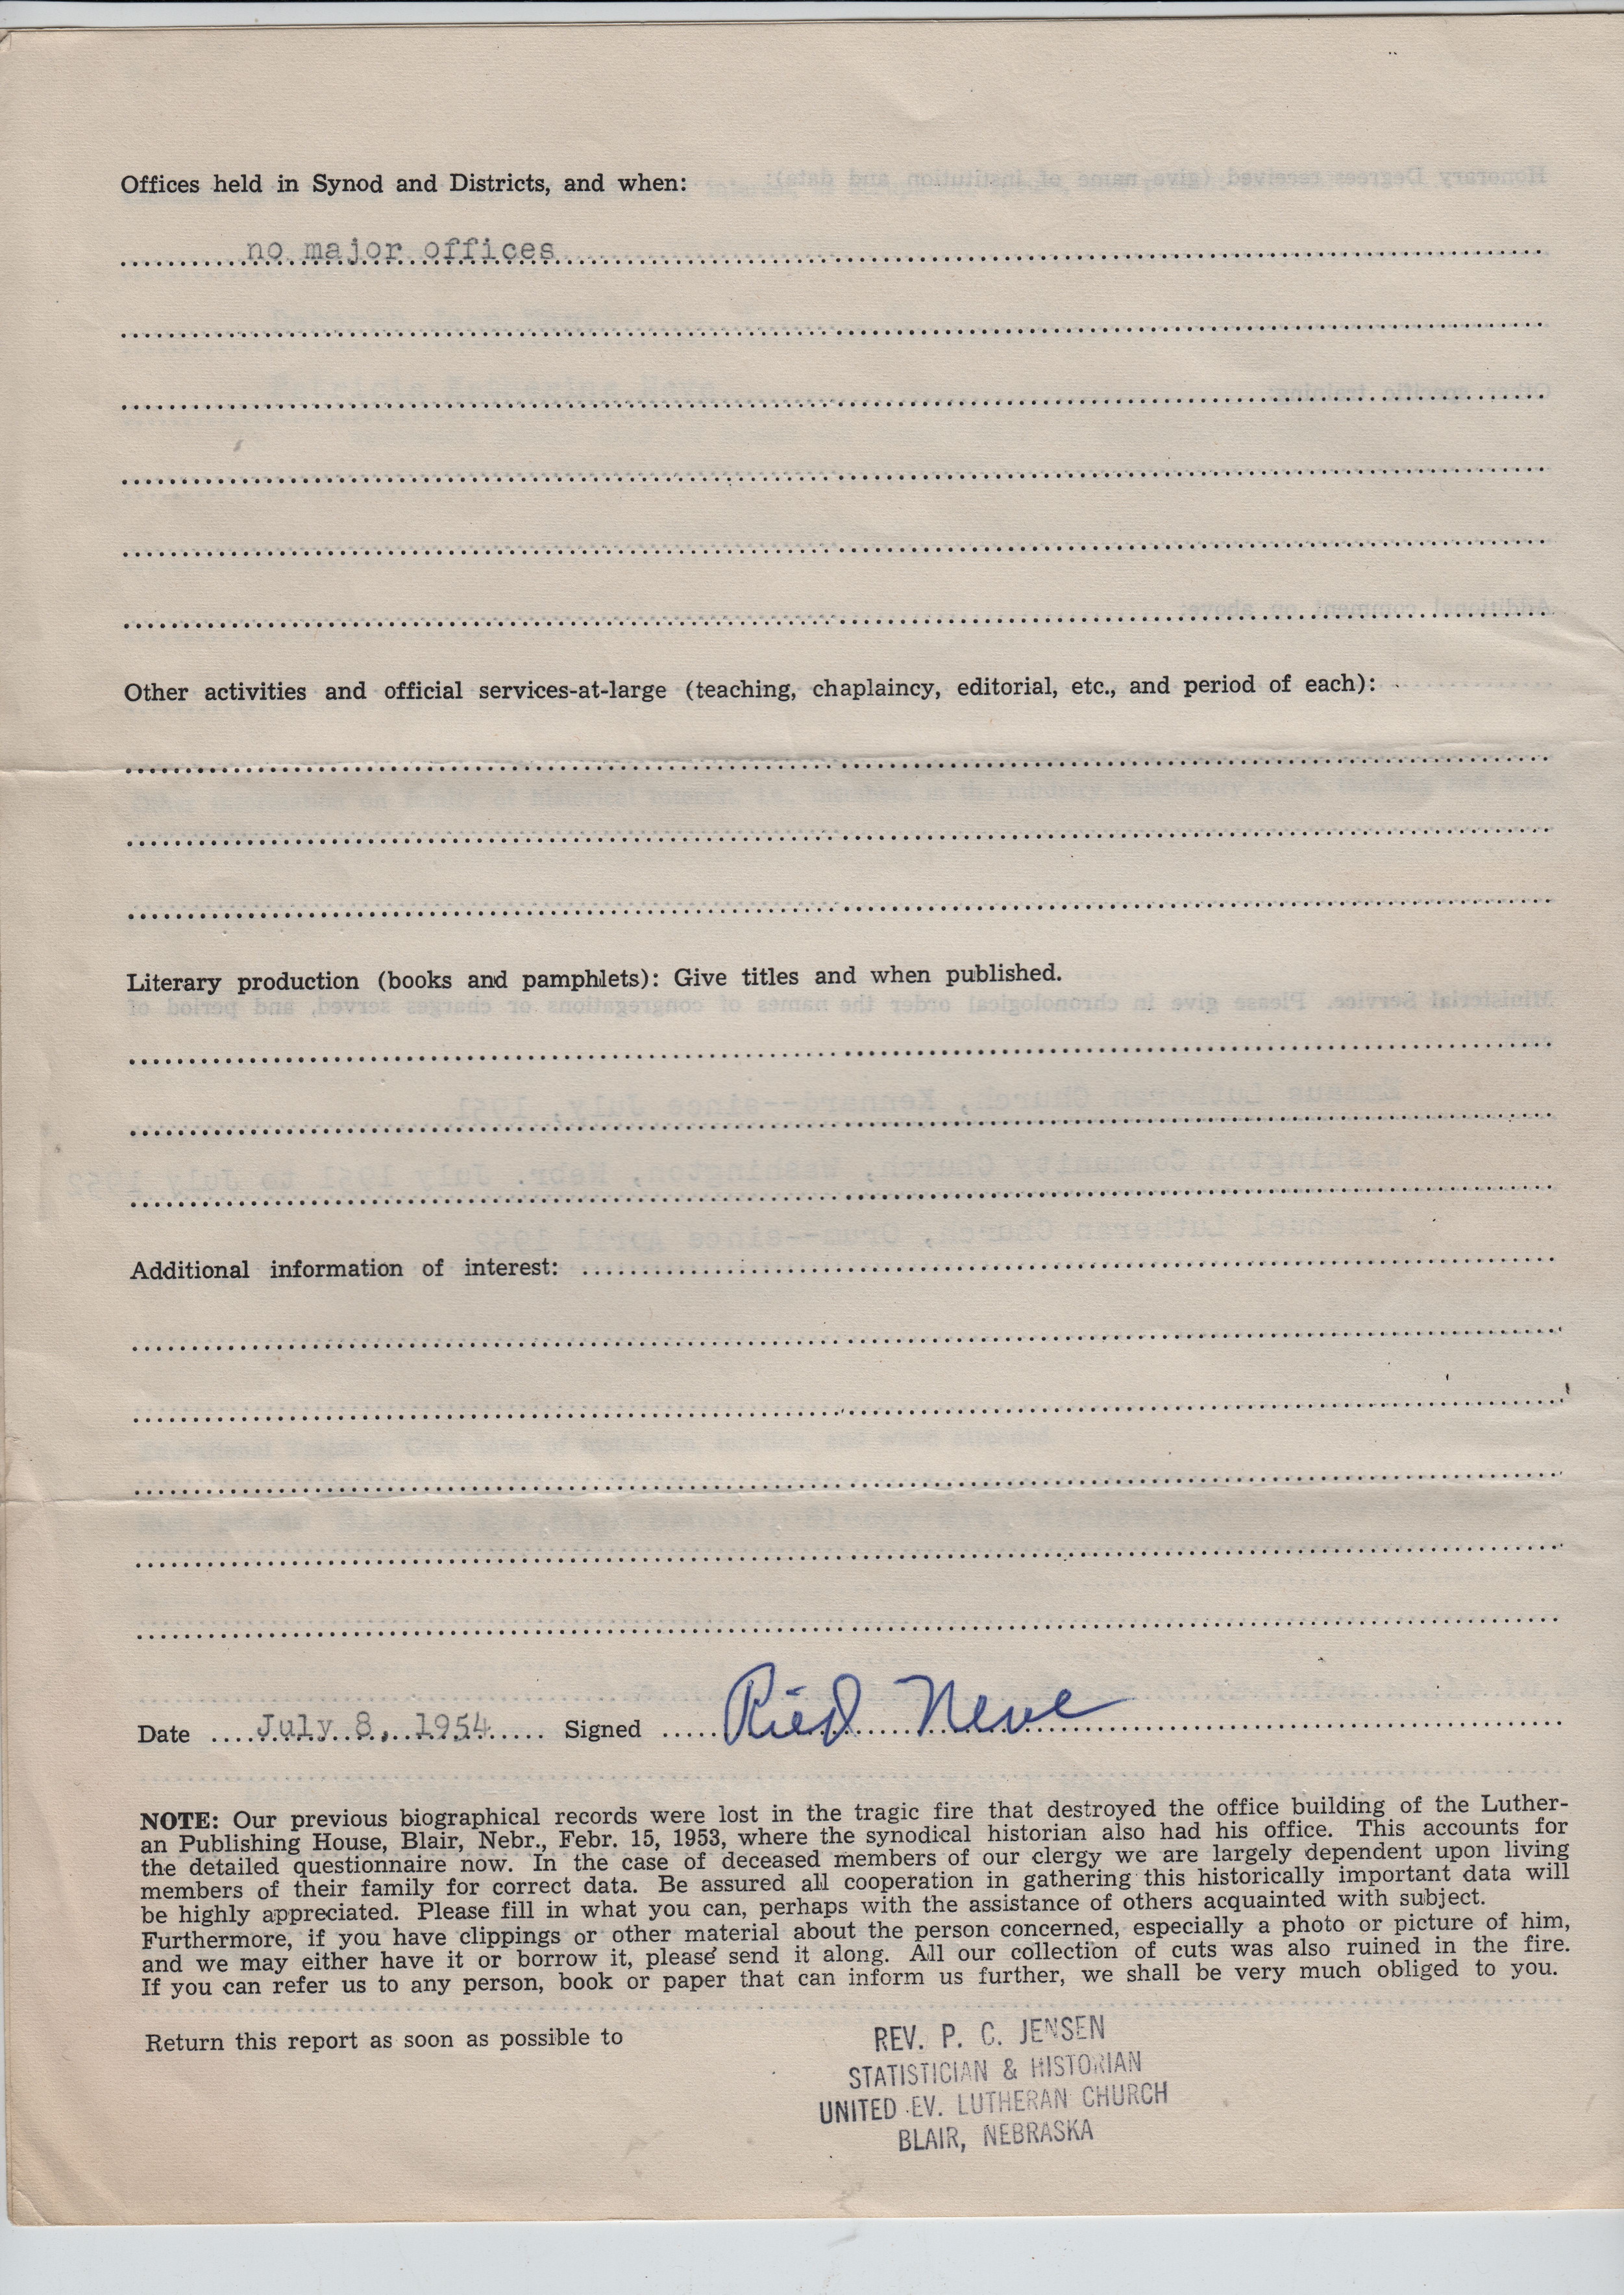 Offices held in Synod and Districts, and when:
no major offices
Other activities and official services-at-large (teaching, chaplaincy, editorial, etc., and period of each):
Literary production (books and pamphlets): Give titles and when published.
Additional information of interest:
Date July 8, 1954 Signed Ried Neve
NOTE: Our previous biographical records were lost in the tragic fire that destroyed the office building of the Luther-
an Publishing House, Blair, Nebr., Febr. 15, 1953, where the synodical historian also had his office. This accounts for
the detailed questionnaire now. In the case of deceased members of our clergy we are largely dependent upon living
members of their family for correct data. Be assured all cooperation in gathering this historically important data will
be highly appreciated. Please fill in what you can, perhaps with the assistance of others acquainted with subject.
Furthermore, if you have clippings or other material about the person concerned, especially a photo or picture of him,
and we may either have it or borrow it, please send it along. All our collection of cuts was also ruined in the fire.
If you can refer us to any person, book or paper that can inform us further, we shall be very much obliged to you.
Return this report as soon as possible to
REV. P. C. JENSEN
STATISTICIAN & HISTORIAN
UNITED EV. LUTHERAN CHURCH
BLAIR, NEBRASKA